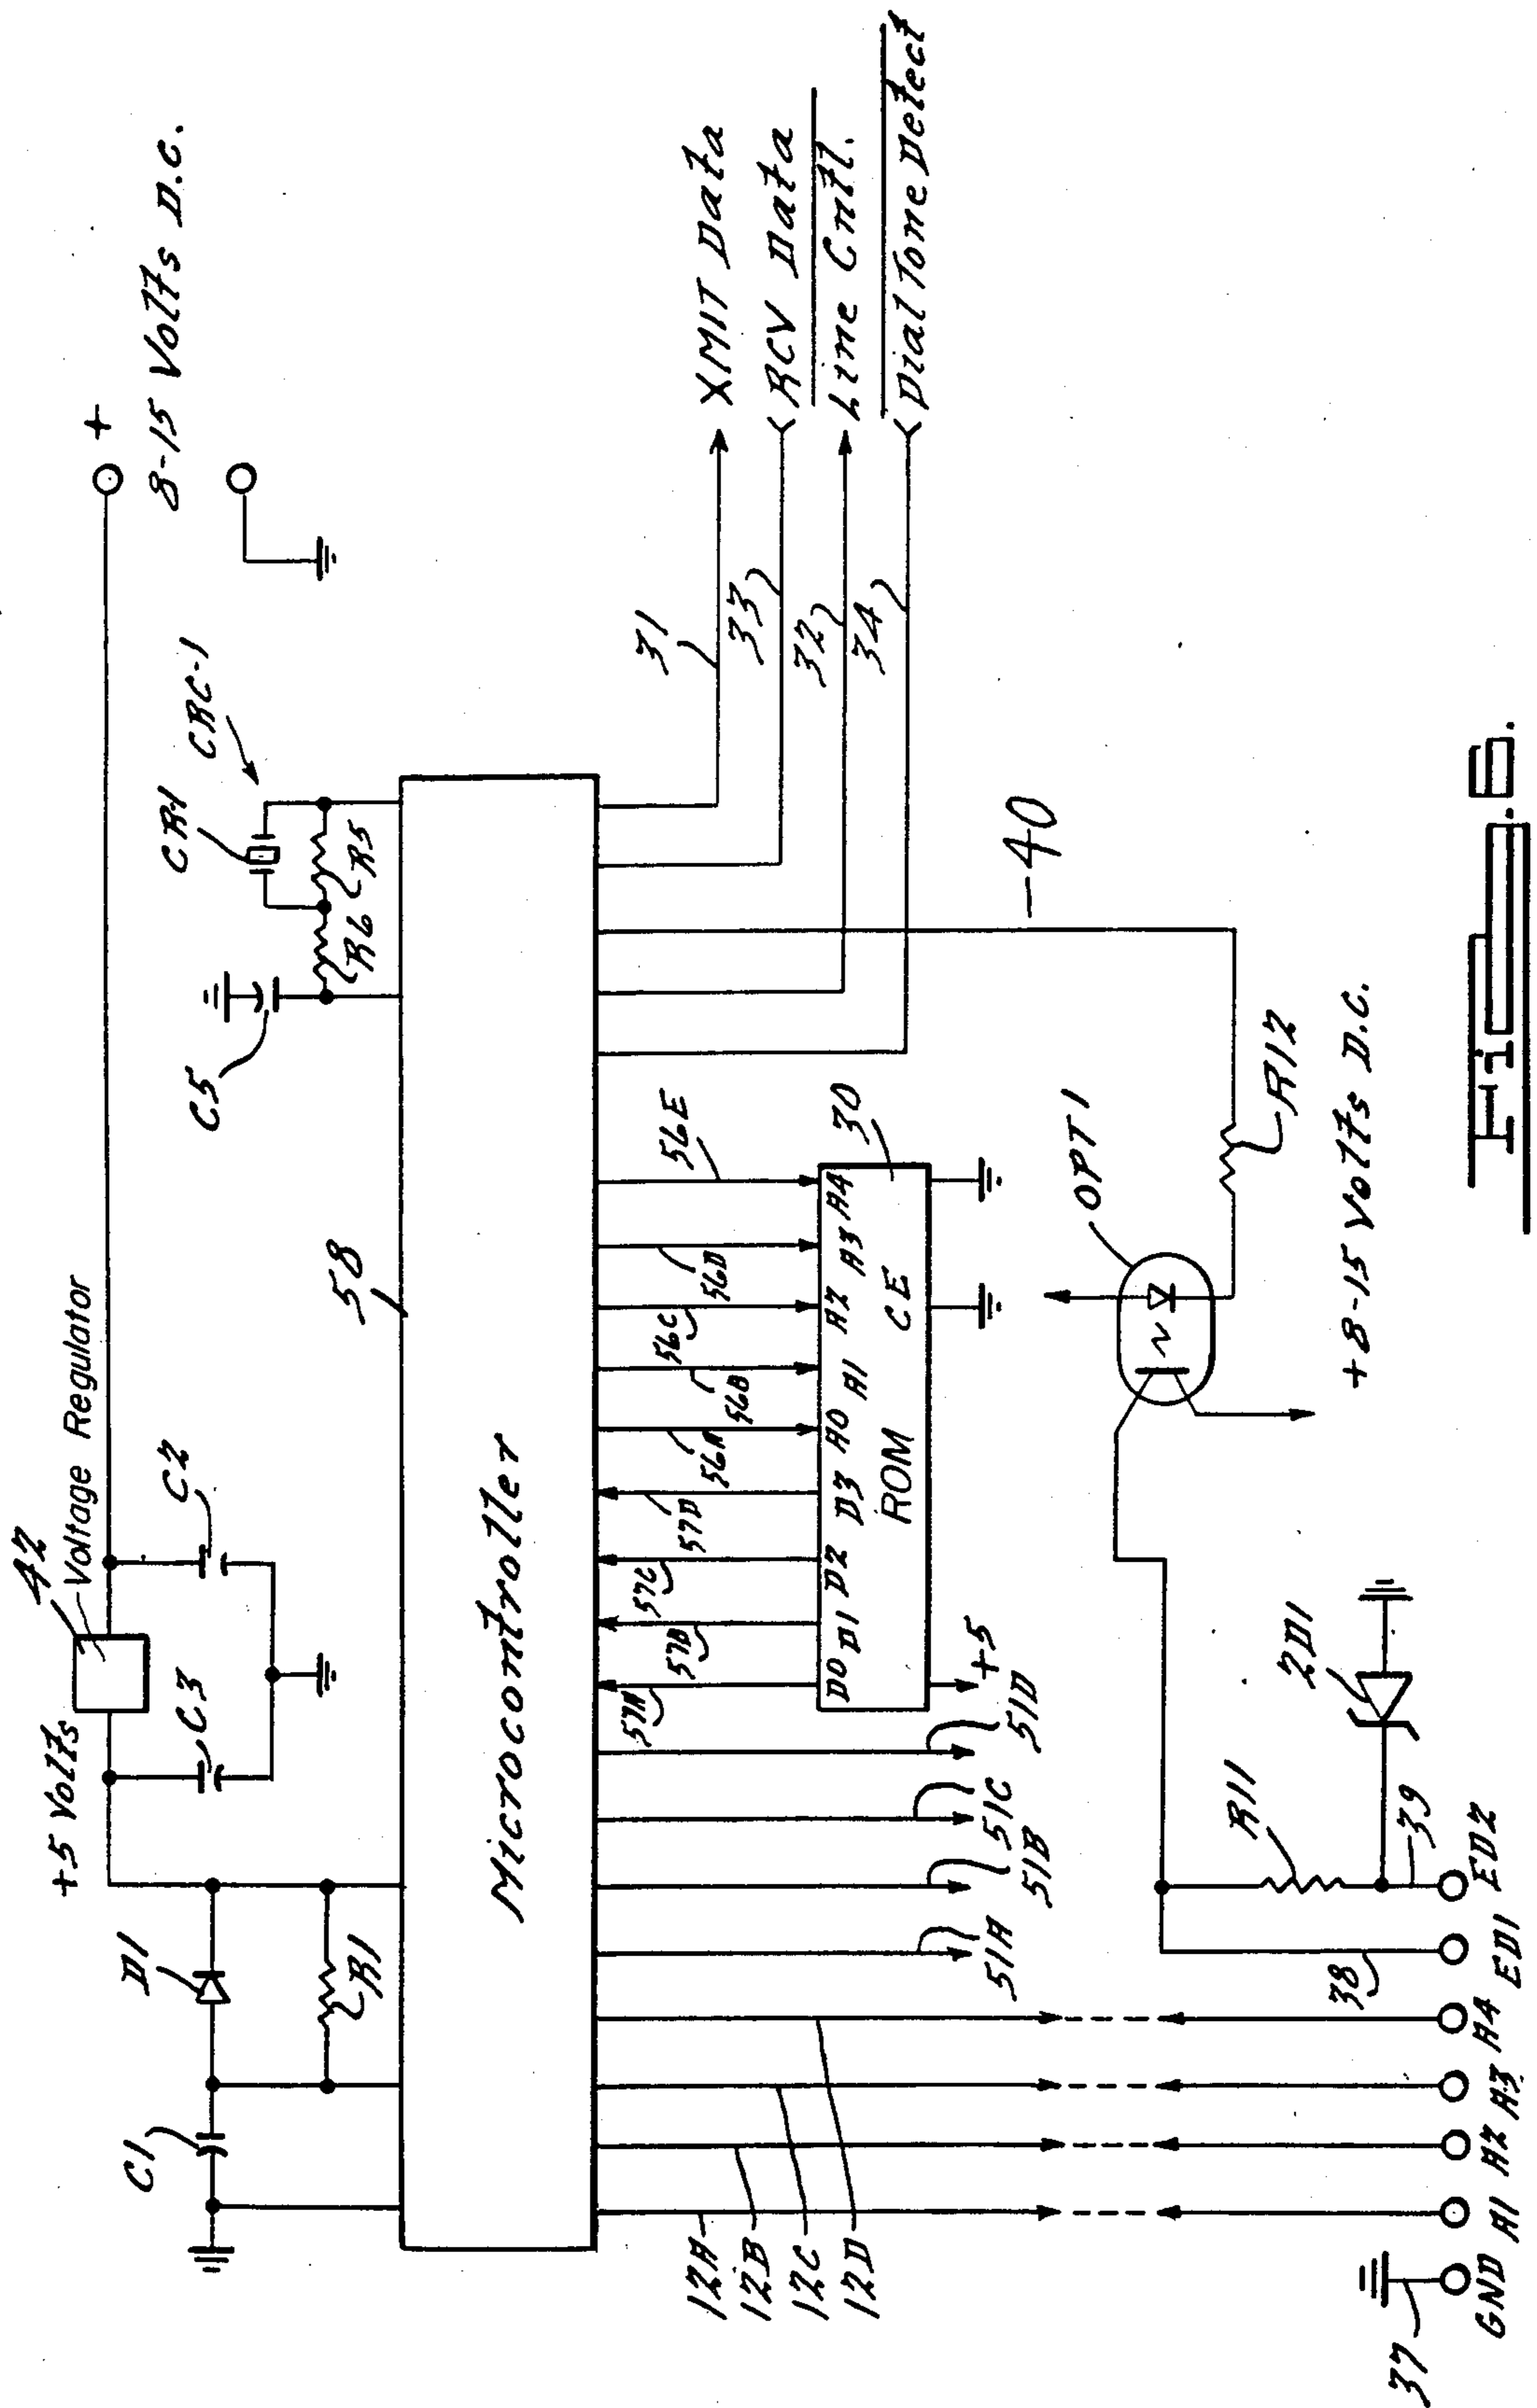 +5 Volts
42
Voltage Regulator
+
8-15 Volts D.C.
C1
D1
R1
C3
C2
C5
CR1
CRC-1
R6
R5
58
Microcontroller
12A
12B
12C
12D
51A
51B
51C
51D
+5
57A
57B
57C
57D
56A
56B
56C
56D
56E
30
D0 D1 D2 D3 A0 A1 A2 A3 A4
ROM
CE
31
33
32
34
XMIT Data
RCV Data
Line Cntl.
Dial Tone Detect
40
OPT1
R12
+8-15 Volts D.C.
R11
ZD1
37
38
39
GND A1 A2 A3 A4 ED1 ED2
Fig. 6.